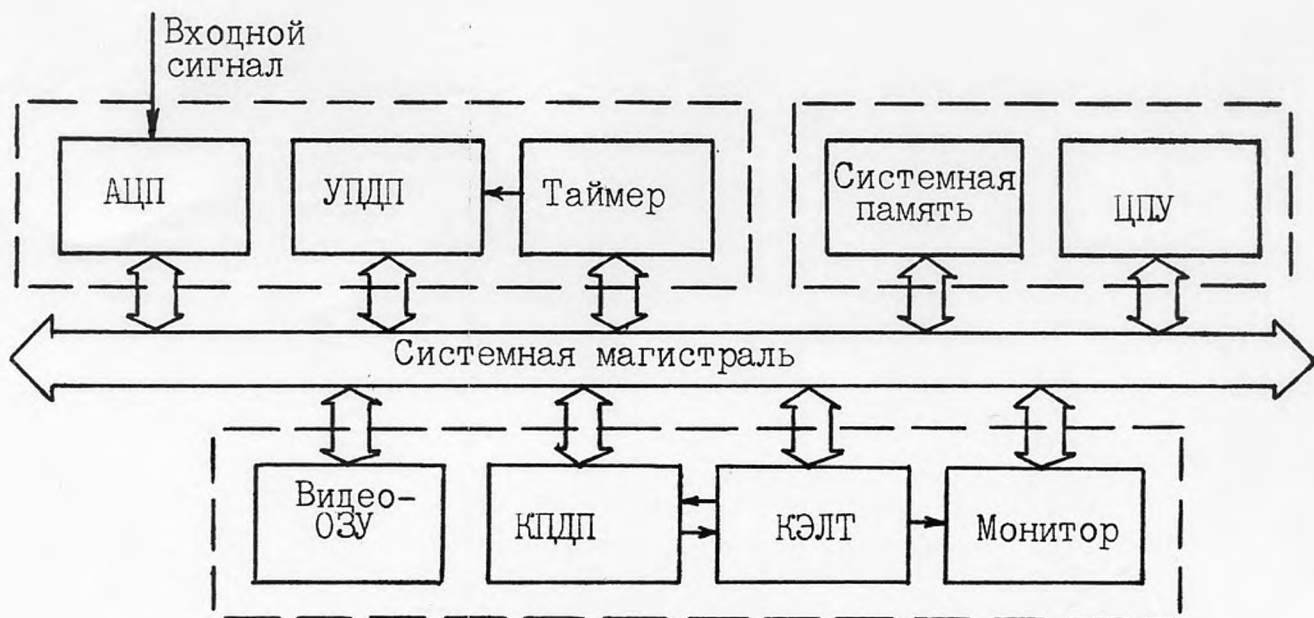 Входной
сигнал
АЦП
УПДП
Таймер
Системная
память
ЦПУ
Системная магистраль
Видео-
ОЗУ
КПДП
КЭЛТ
Монитор